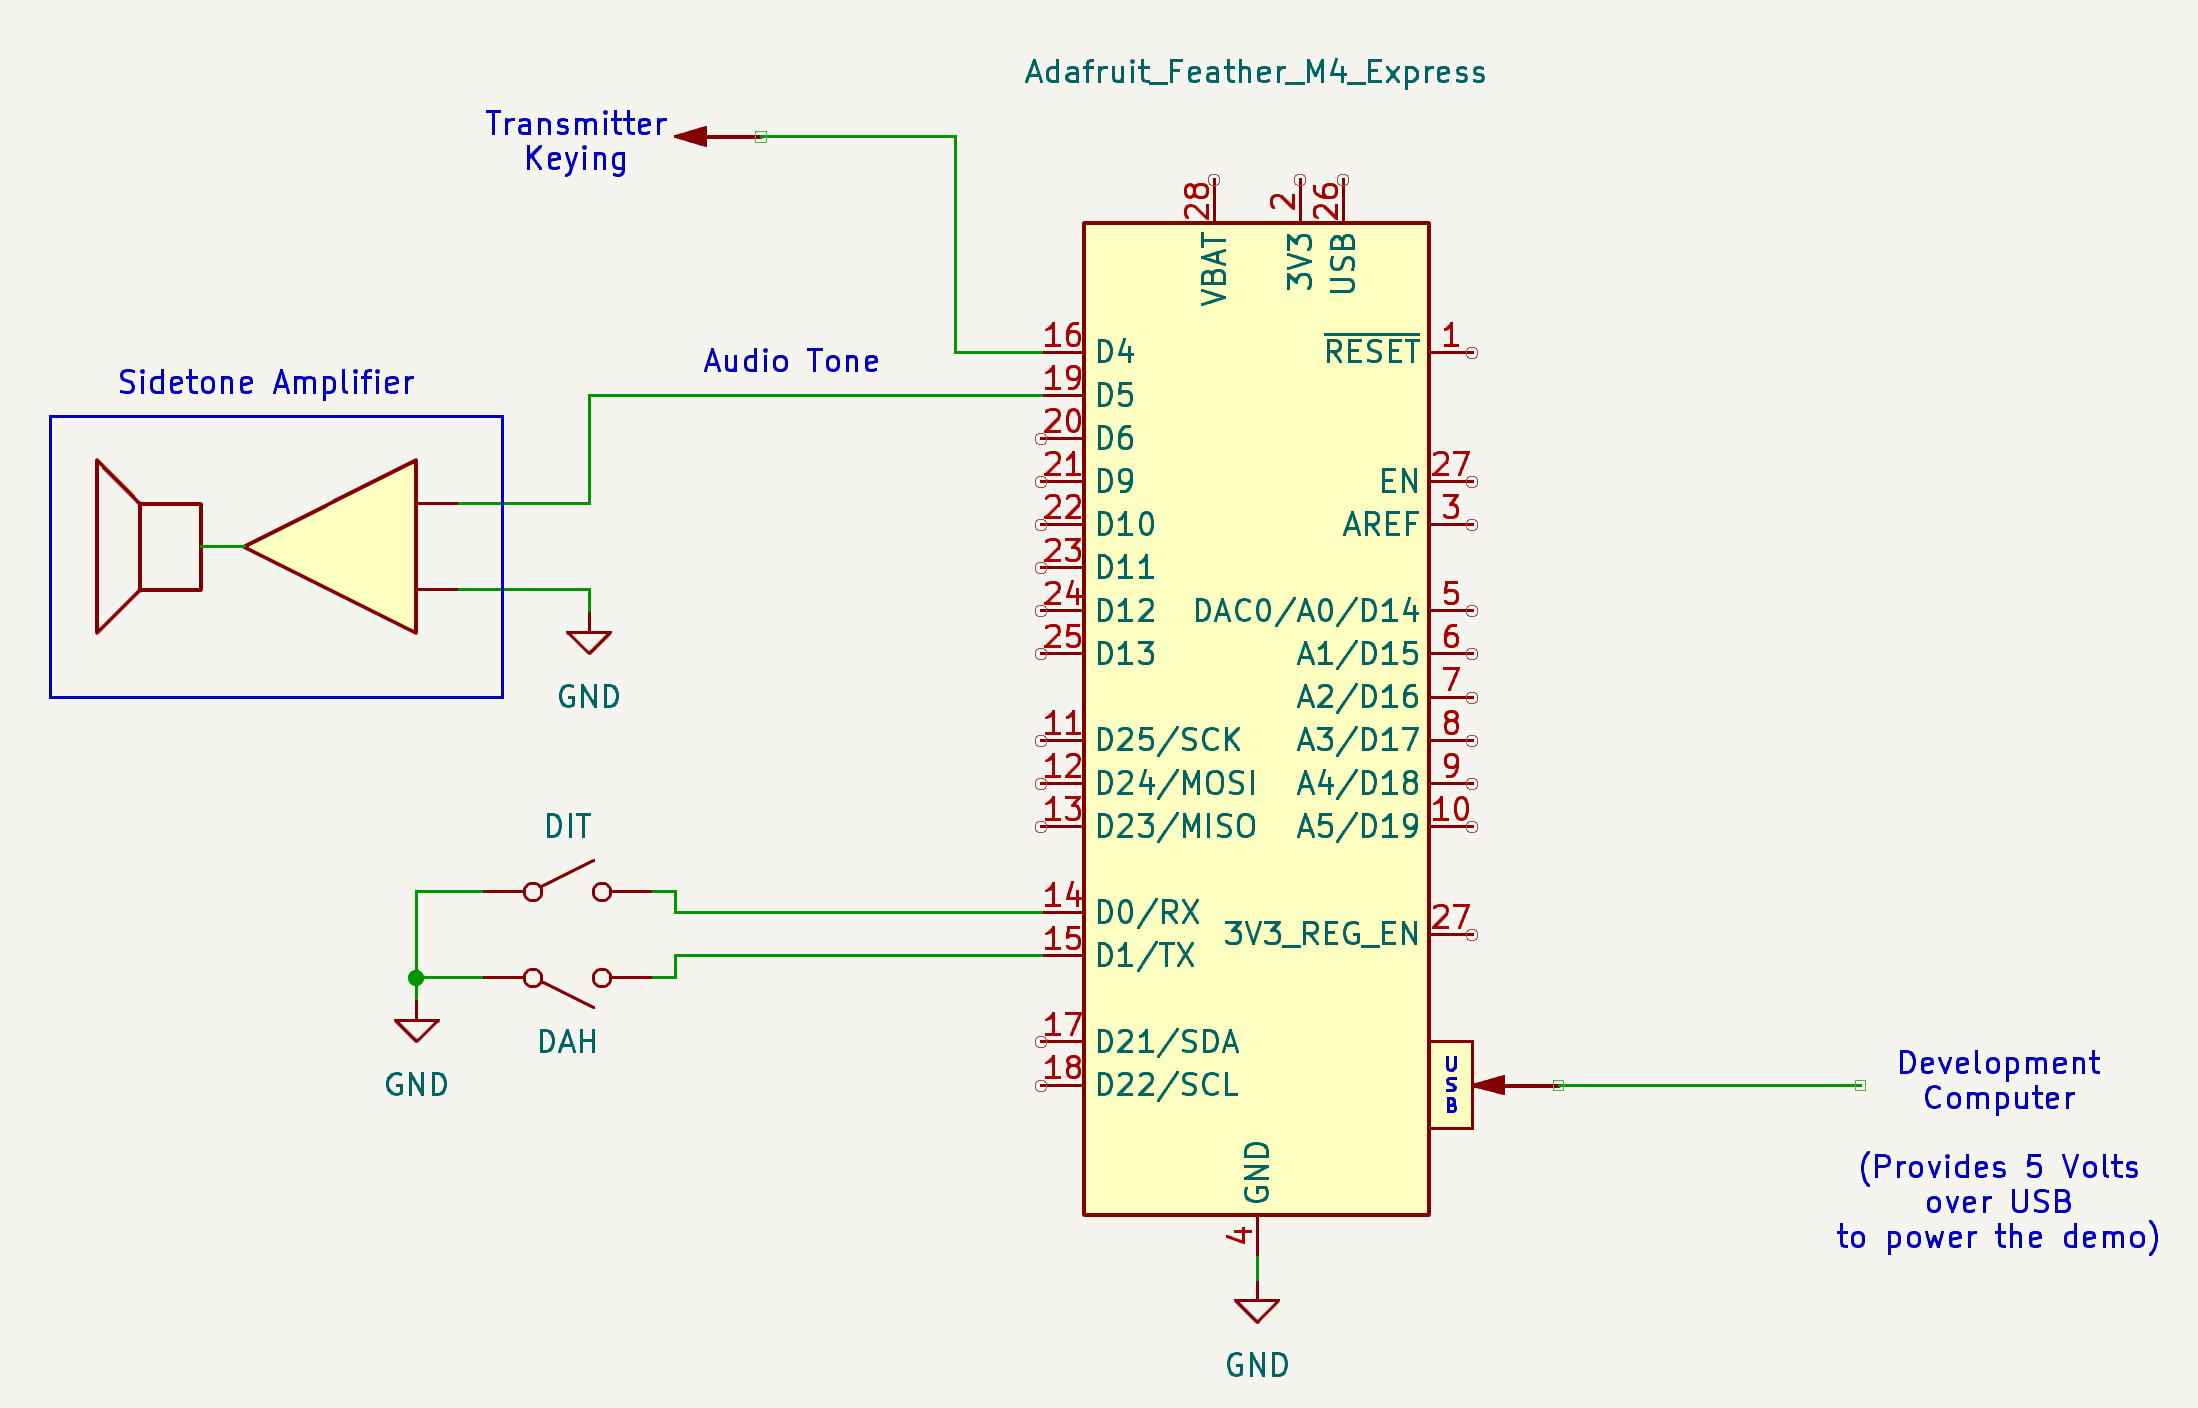 Adafruit_Feather_M4_Express
Transmitter
Keying
28
2
26
VBAT
3V3
USB
16
D4
RESET
1
Audio Tone
19
D5
Sidetone Amplifier
20
D6
21
D9
EN
27
22
D10
AREF
3
23
D11
24
D12
DAC0/A0/D14
5
25
D13
A1/D15
6
GND
A2/D16
7
11
D25/SCK
A3/D17
8
12
D24/MOSI
A4/D18
9
13
D23/MISO
A5/D19
10
DIT
14
D0/RX
3V3_REG_EN
27
15
D1/TX
DAH
GND
17
D21/SDA
18
D22/SCL
U
S
B
Development
Computer
(Provides 5 Volts
over USB
to power the demo)
GND
4
GND